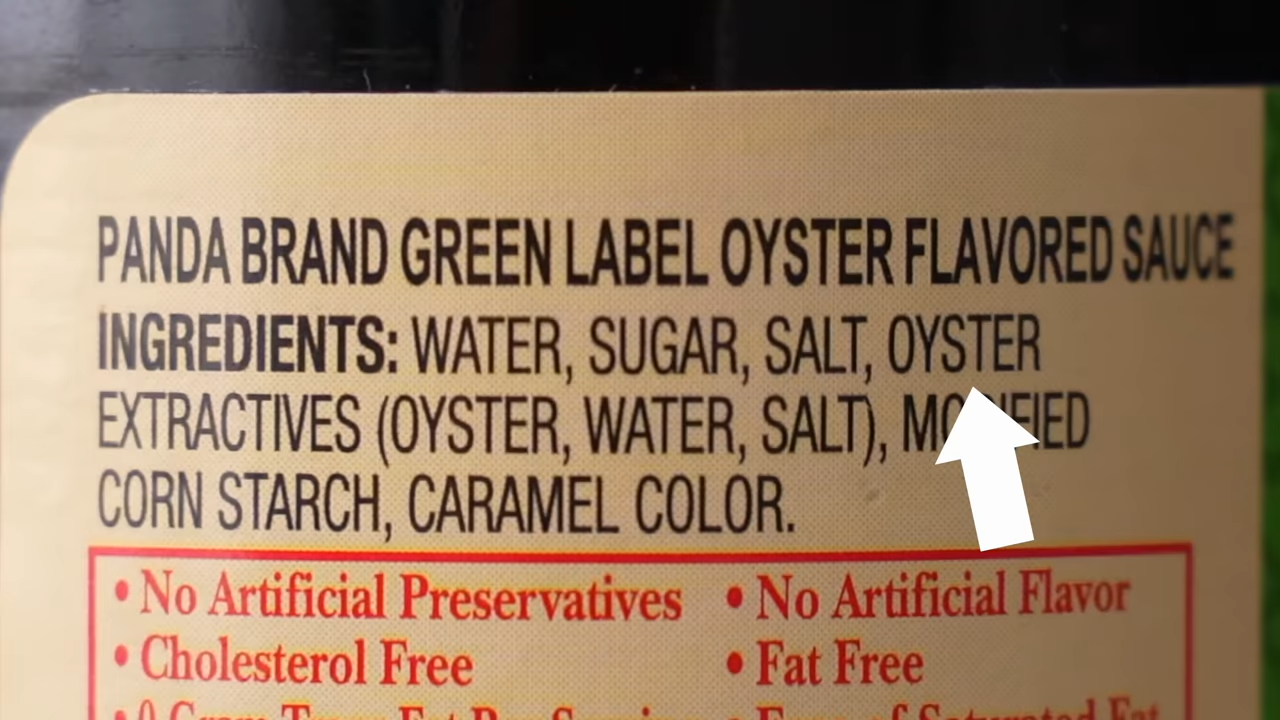 PANDA BRAND GREEN LABEL OYSTER FLAVORED SAUCE
INGREDIENTS: WATER, SUGAR, SALT, OYSTER
EXTRACTIVES (OYSTER, WATER, SALT), MODIFIED
CORN STARCH, CARAMEL COLOR.
• No Artificial Preservatives • No Artificial Flavor
• Cholesterol Free • Fat Free